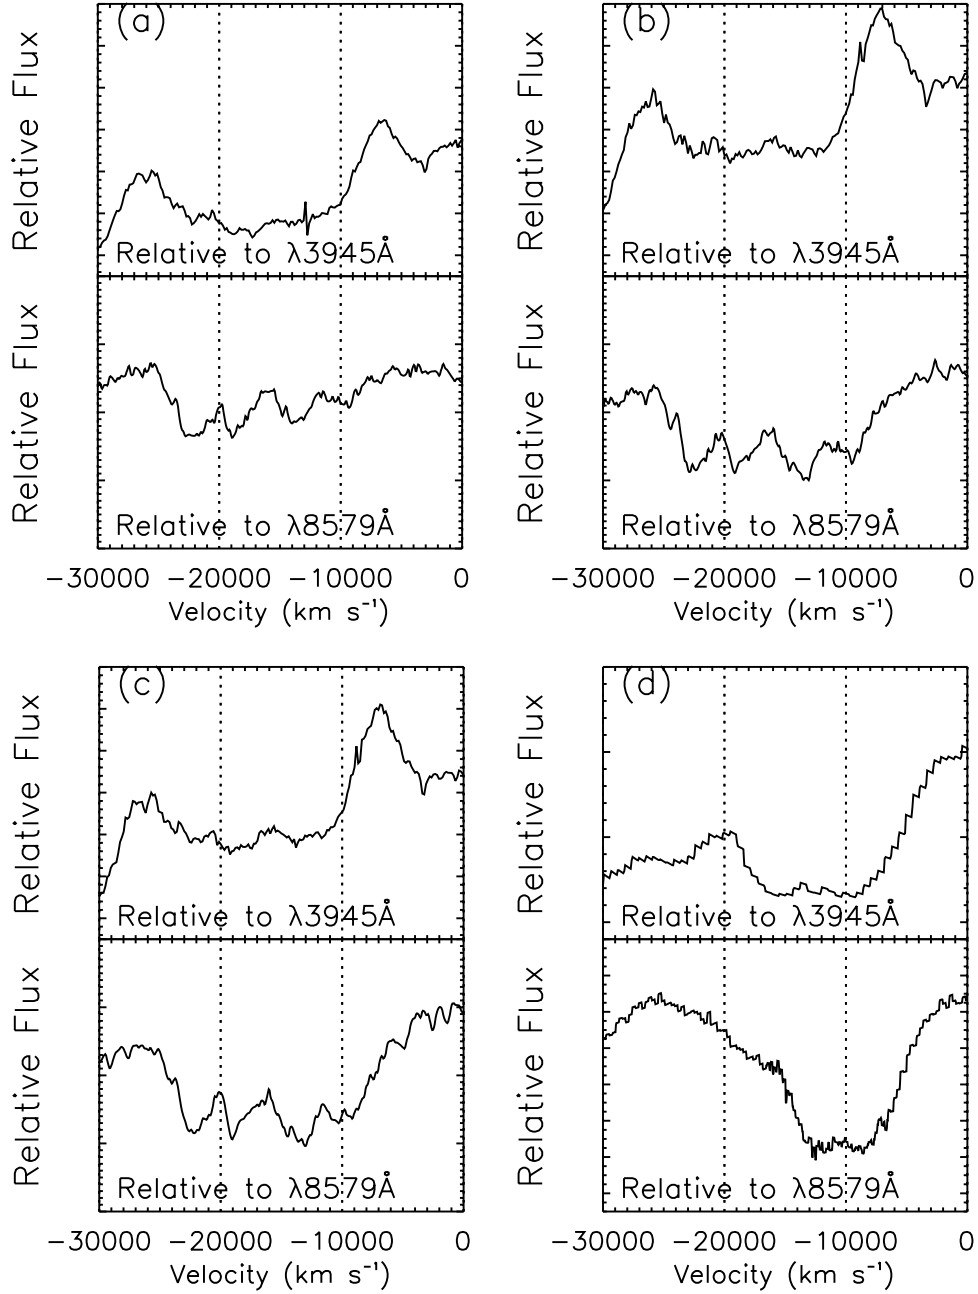 (a)
Relative Flux
Relative to λ3945Å
Relative Flux
Relative to λ8579Å
−30000 −20000 −10000 0
Velocity (km s⁻¹)
(b)
Relative Flux
Relative to λ3945Å
Relative Flux
Relative to λ8579Å
−30000 −20000 −10000 0
Velocity (km s⁻¹)
(c)
Relative Flux
Relative to λ3945Å
Relative Flux
Relative to λ8579Å
−30000 −20000 −10000 0
Velocity (km s⁻¹)
(d)
Relative Flux
Relative to λ3945Å
Relative Flux
Relative to λ8579Å
−30000 −20000 −10000 0
Velocity (km s⁻¹)